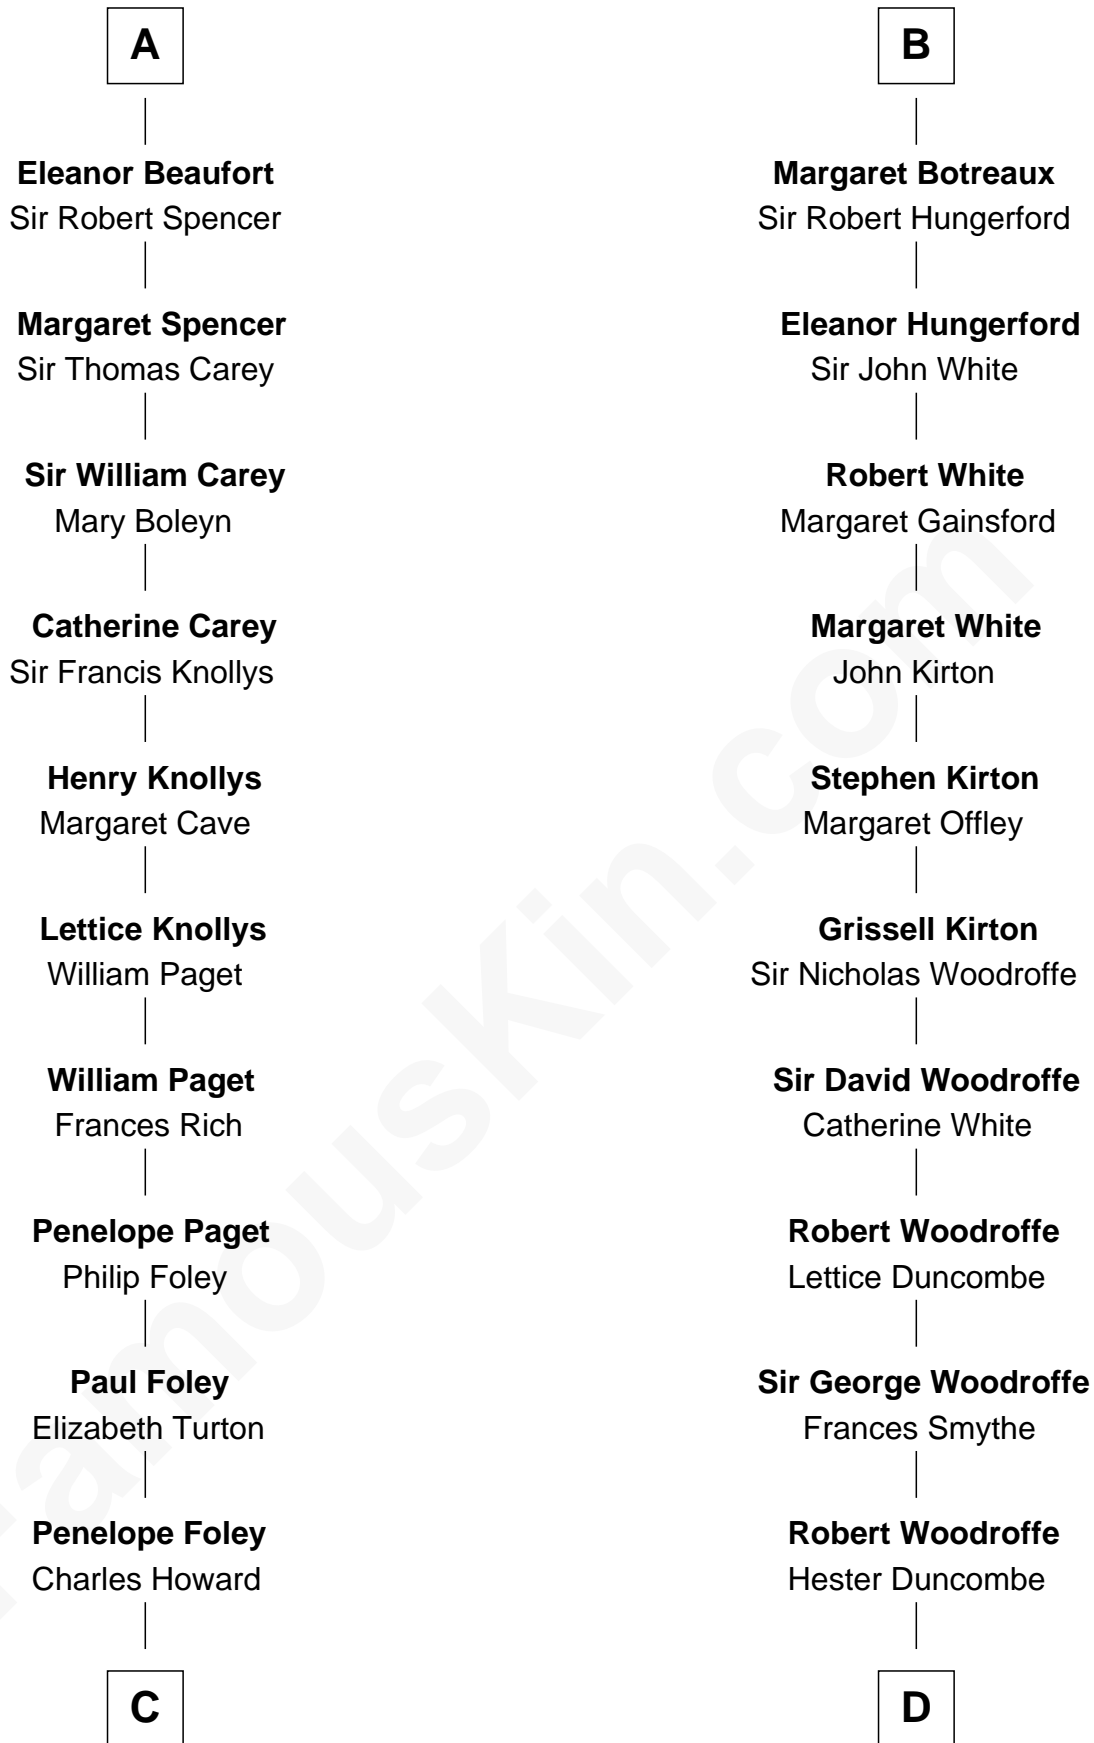 A
Eleanor Beaufort
Sir Robert Spencer
Margaret Spencer
Sir Thomas Carey
Sir William Carey
Mary Boleyn
Catherine Carey
Sir Francis Knollys
Henry Knollys
Margaret Cave
Lettice Knollys
William Paget
William Paget
Frances Rich
Penelope Paget
Philip Foley
Paul Foley
Elizabeth Turton
Penelope Foley
Charles Howard
C
B
Margaret Botreaux
Sir Robert Hungerford
Eleanor Hungerford
Sir John White
Robert White
Margaret Gainsford
Margaret White
John Kirton
Stephen Kirton
Margaret Offley
Grissell Kirton
Sir Nicholas Woodroffe
Sir David Woodroffe
Catherine White
Robert Woodroffe
Lettice Duncombe
Sir George Woodroffe
Frances Smythe
Robert Woodroffe
Hester Duncombe
D
FamousKin.com